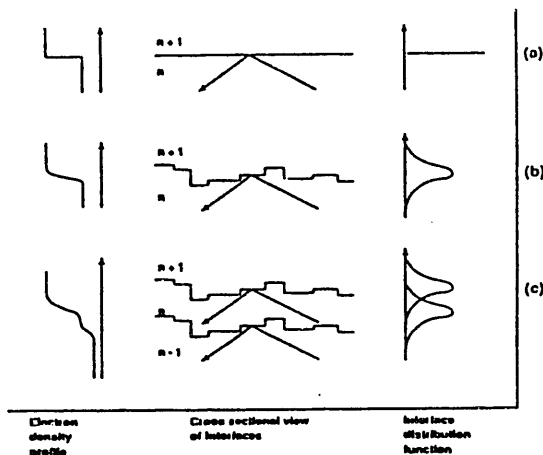 n + 1
n
(a)
n + 1
n
(b)
n + 1
n
n - 1
(c)
Electron
density
profile
Cross sectional view
of Interfaces
Interface
distribution
function